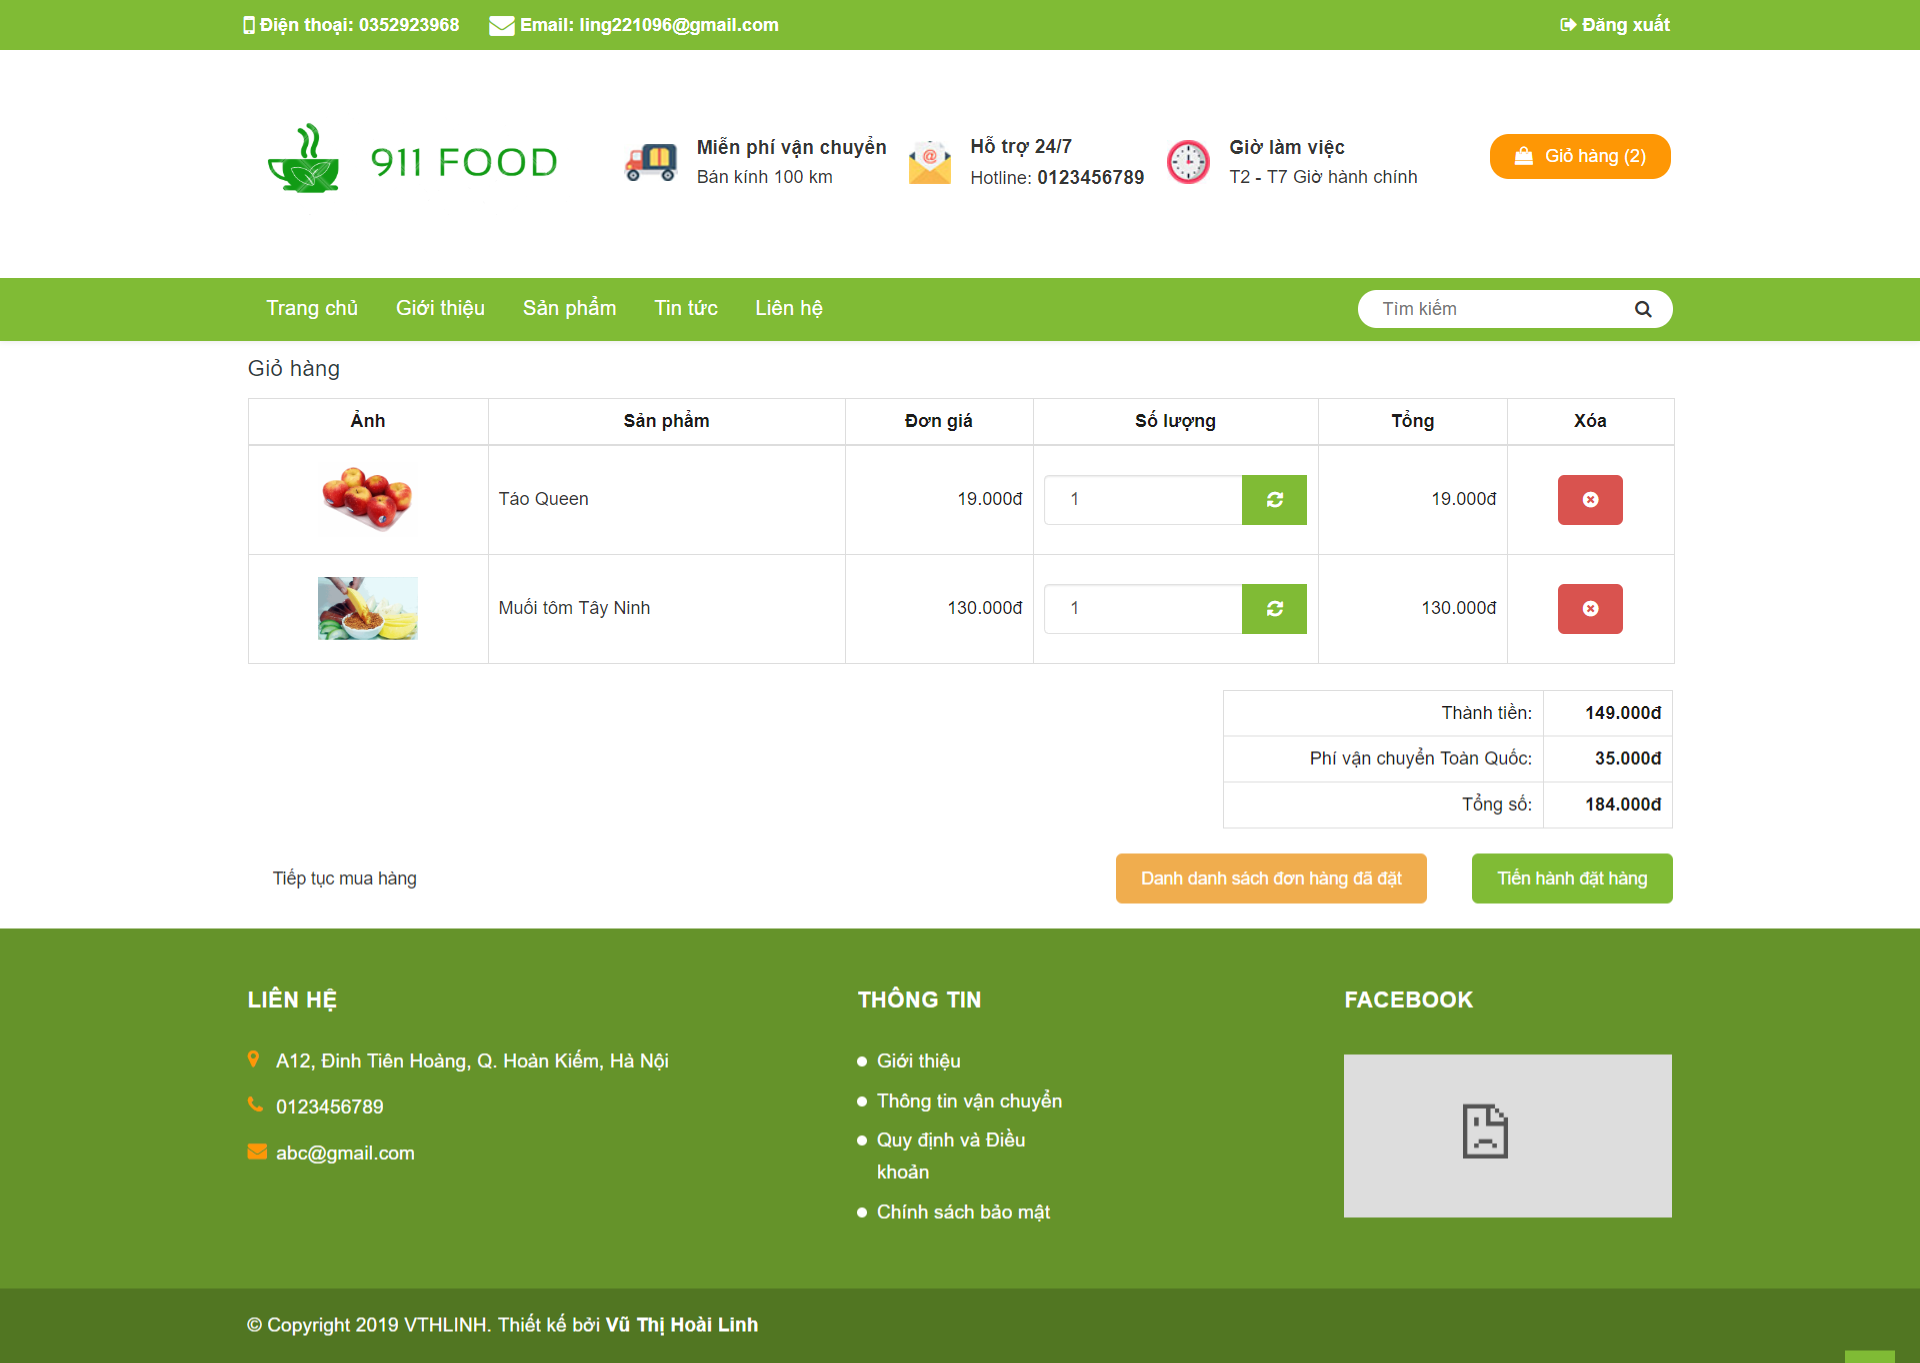 Điện thoại: 0352923968 Email: ling221096@gmail.com Đăng xuất
911 FOOD
Miễn phí vận chuyển
Bán kính 100 km
Hỗ trợ 24/7
Hotline: 0123456789
Giờ làm việc
T2 - T7 Giờ hành chính
Giỏ hàng (2)
Trang chủ Giới thiệu Sản phẩm Tin tức Liên hệ Tìm kiếm
Giỏ hàng
Ảnh Sản phẩm Đơn giá Số lượng Tổng Xóa
Táo Queen 19.000đ 1 19.000đ
Muối tôm Tây Ninh 130.000đ 1 130.000đ
Thành tiền: 149.000đ
Phí vận chuyển Toàn Quốc: 35.000đ
Tổng số: 184.000đ
Tiếp tục mua hàng Danh danh sách đơn hàng đã đặt Tiến hành đặt hàng
LIÊN HỆ
A12, Đinh Tiên Hoàng, Q. Hoàn Kiếm, Hà Nội
0123456789
abc@gmail.com
THÔNG TIN
Giới thiệu
Thông tin vận chuyển
Quy định và Điều
khoản
Chính sách bảo mật
FACEBOOK
© Copyright 2019 VTHLINH. Thiết kế bởi Vũ Thị Hoài Linh